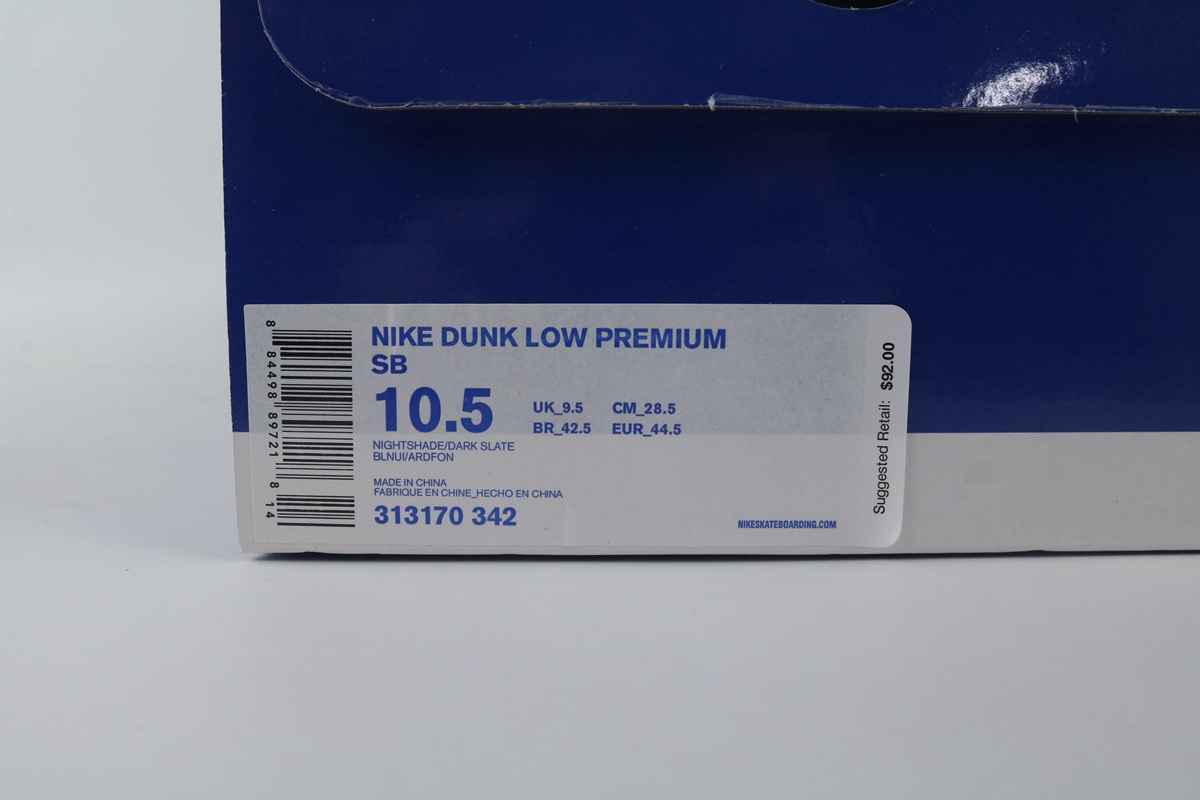 NIKE DUNK LOW PREMIUM
SB
10.5
UK_9.5 CM_28.5
BR_42.5 EUR_44.5
NIGHTSHADE/DARK SLATE
BLNUI/ARDFON
MADE IN CHINA
FABRIQUE EN CHINE_HECHO EN CHINA
313170 342
NIKESKATEBOARDING.COM
Suggested Retail: $92.00
8 84498 89721 8 14